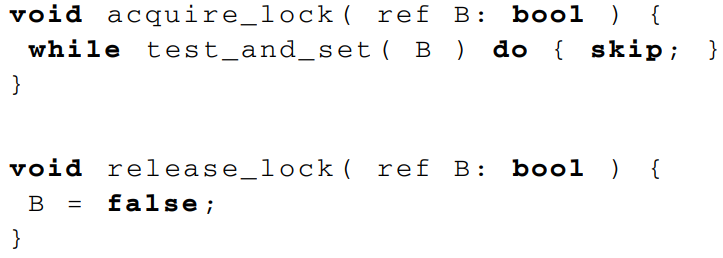 void acquire_lock( ref B: bool ) {
while test_and_set( B ) do { skip; }
}
void release_lock( ref B: bool ) {
B = false;
}